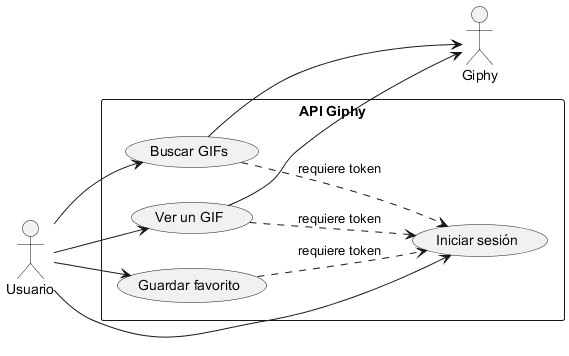 Giphy
API Giphy
Buscar GIFs
requiere token
Ver un GIF
requiere token
Iniciar sesión
requiere token
Guardar favorito
Usuario